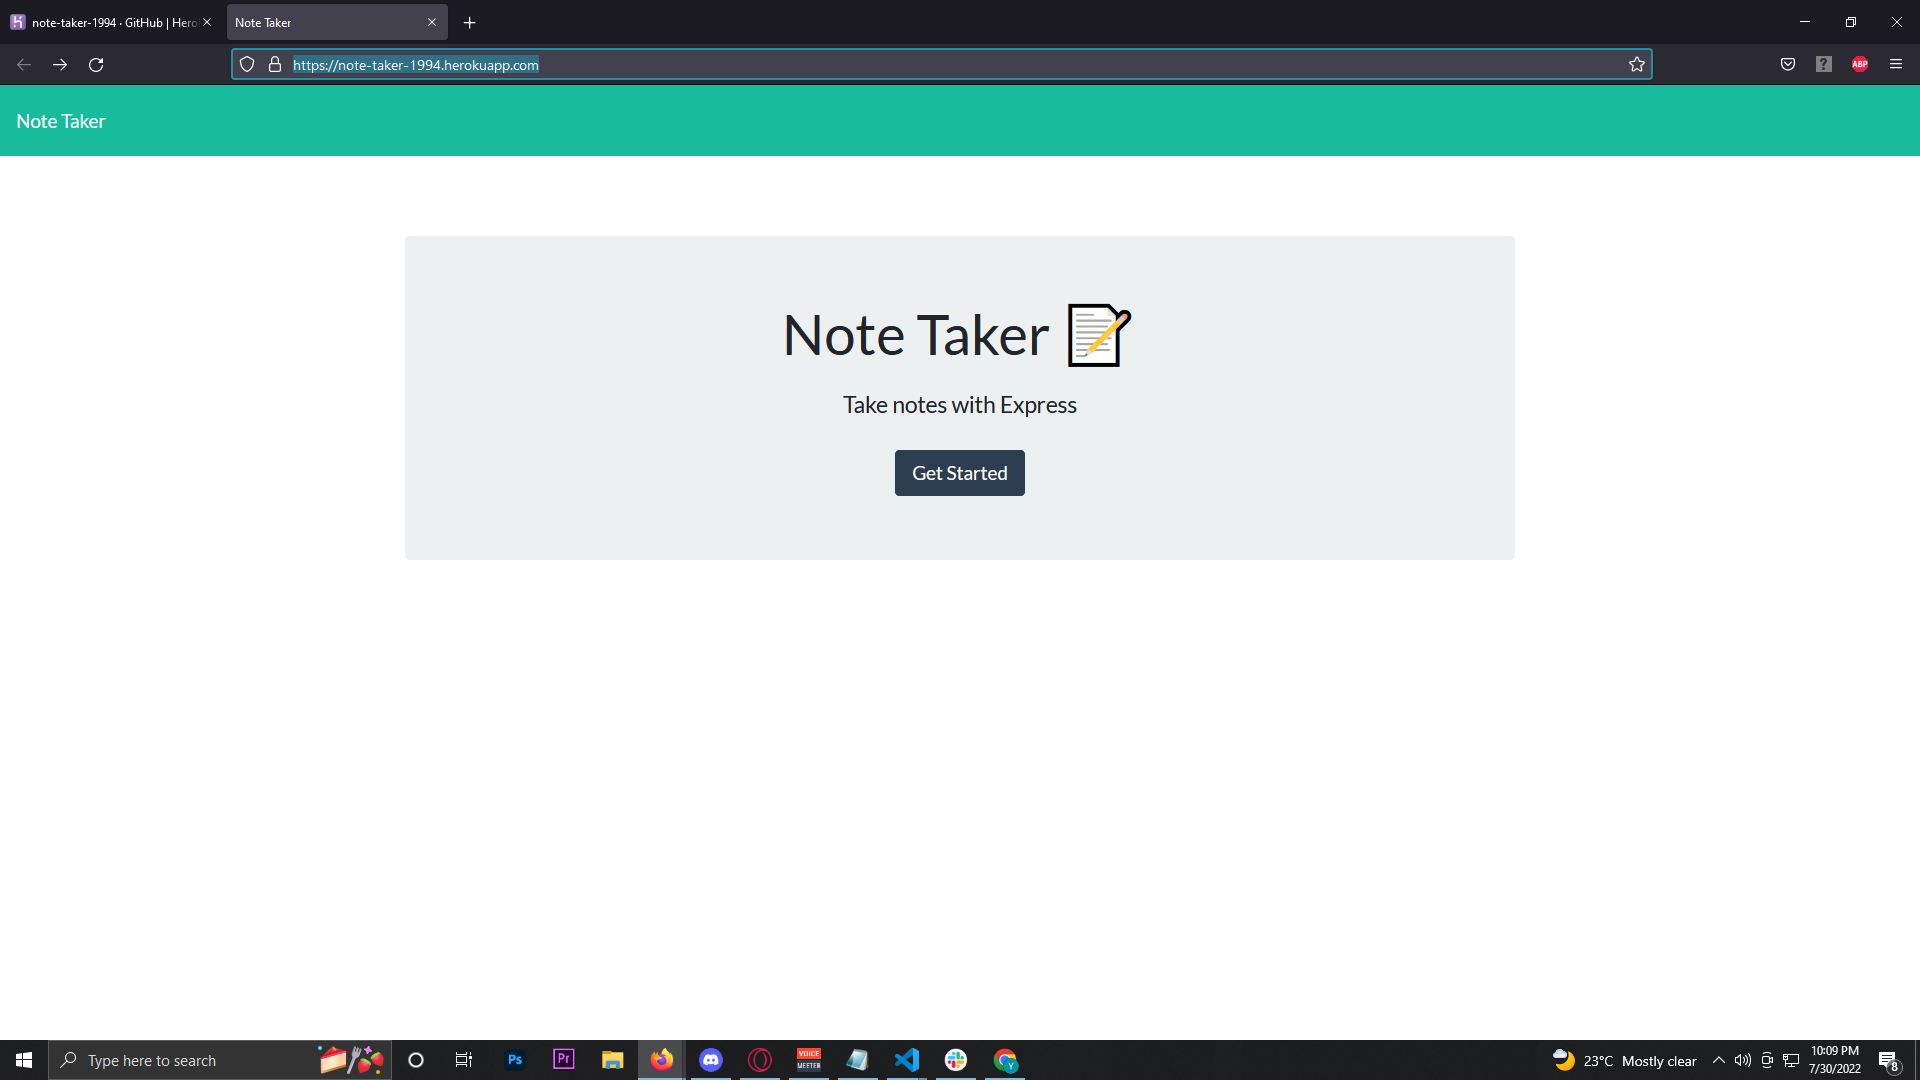 note-taker-1994 · GitHub | Hero
Note Taker
https://note-taker-1994.herokuapp.com
?
ABP
Note Taker
Note Taker
Take notes with Express
Get Started
Type here to search
Ps
Pr
VOICE
MEETER
Y
23°C Mostly clear
10:09 PM
7/30/2022
8